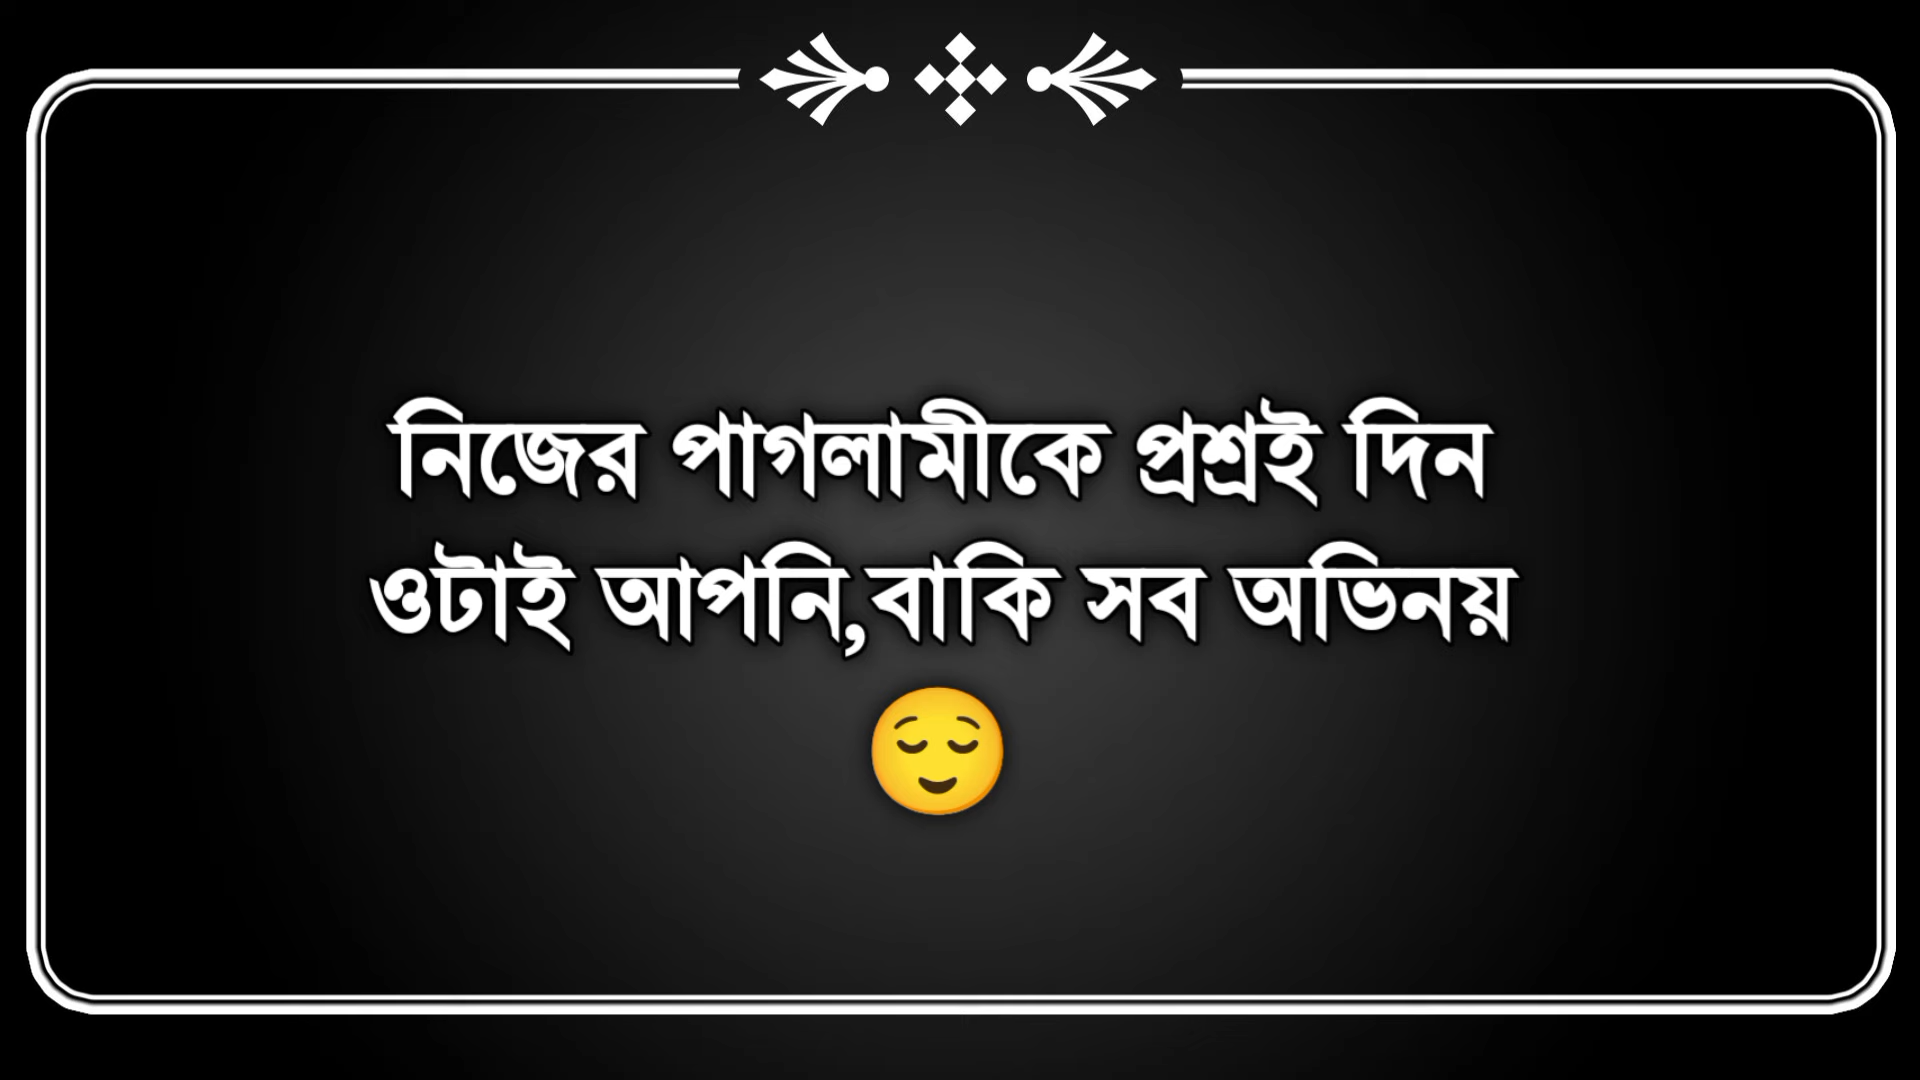 নিজের পাগলামীকে প্রশ্রই দিন
ওটাই আপনি,বাকি সব অভিনয়
😌